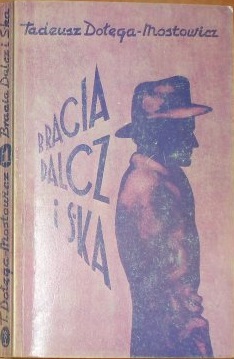 Tadeusz Dołęga-Mostowicz
BRACIA
DALCZ
i SKA
T. Dołęga-Mostowicz
Bracia Dalcz i Ska